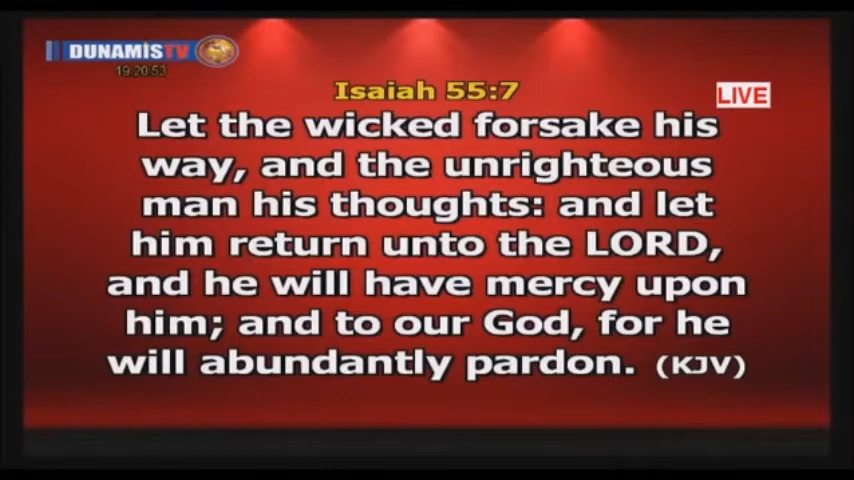 DUNAMISTV
19:20:53
Isaiah 55:7
LIVE
Let the wicked forsake his
way, and the unrighteous
man his thoughts: and let
him return unto the LORD,
and he will have mercy upon
him; and to our God, for he
will abundantly pardon. (KJV)